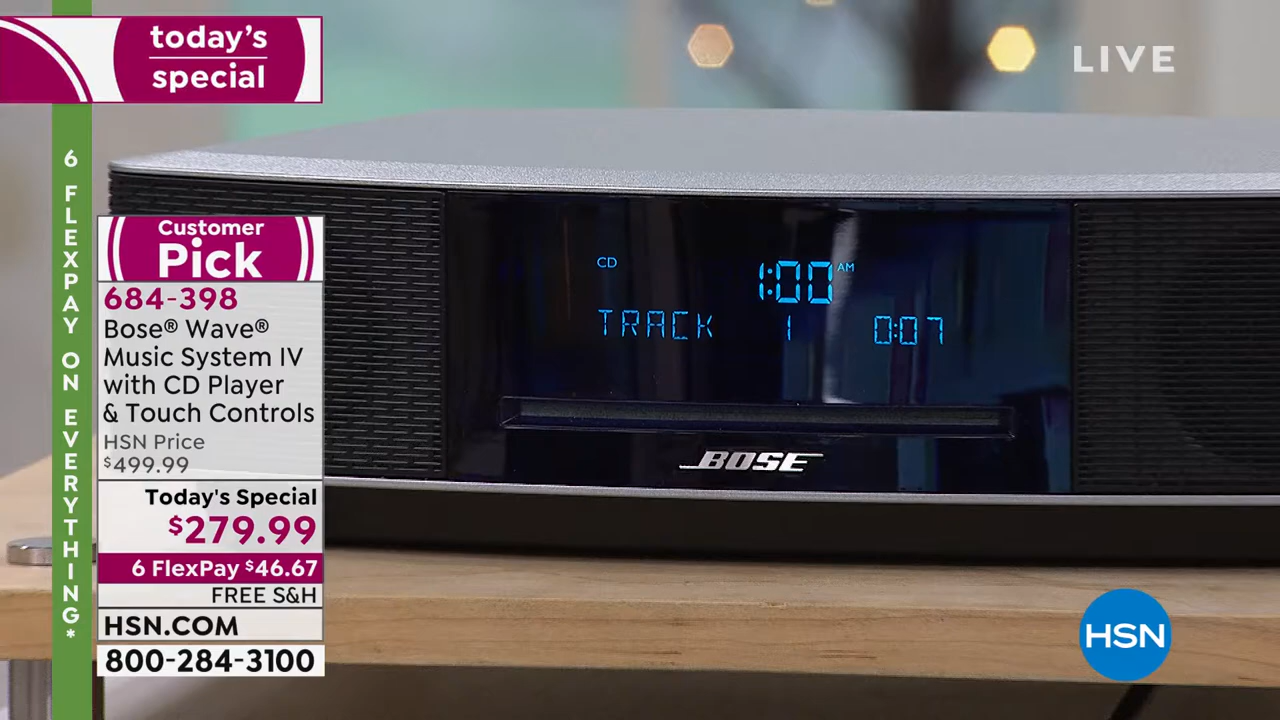 today's
special
LIVE
6 FLEXPAY ON EVERYTHING*
Customer
Pick
684-398
Bose® Wave®
Music System IV
with CD Player
& Touch Controls
HSN Price
$499.99
Today's Special
$279.99
6 FlexPay $46.67
FREE S&H
HSN.COM
800-284-3100
CD
1:00 AM
TRACK 1 0:07
BOSE
HSN